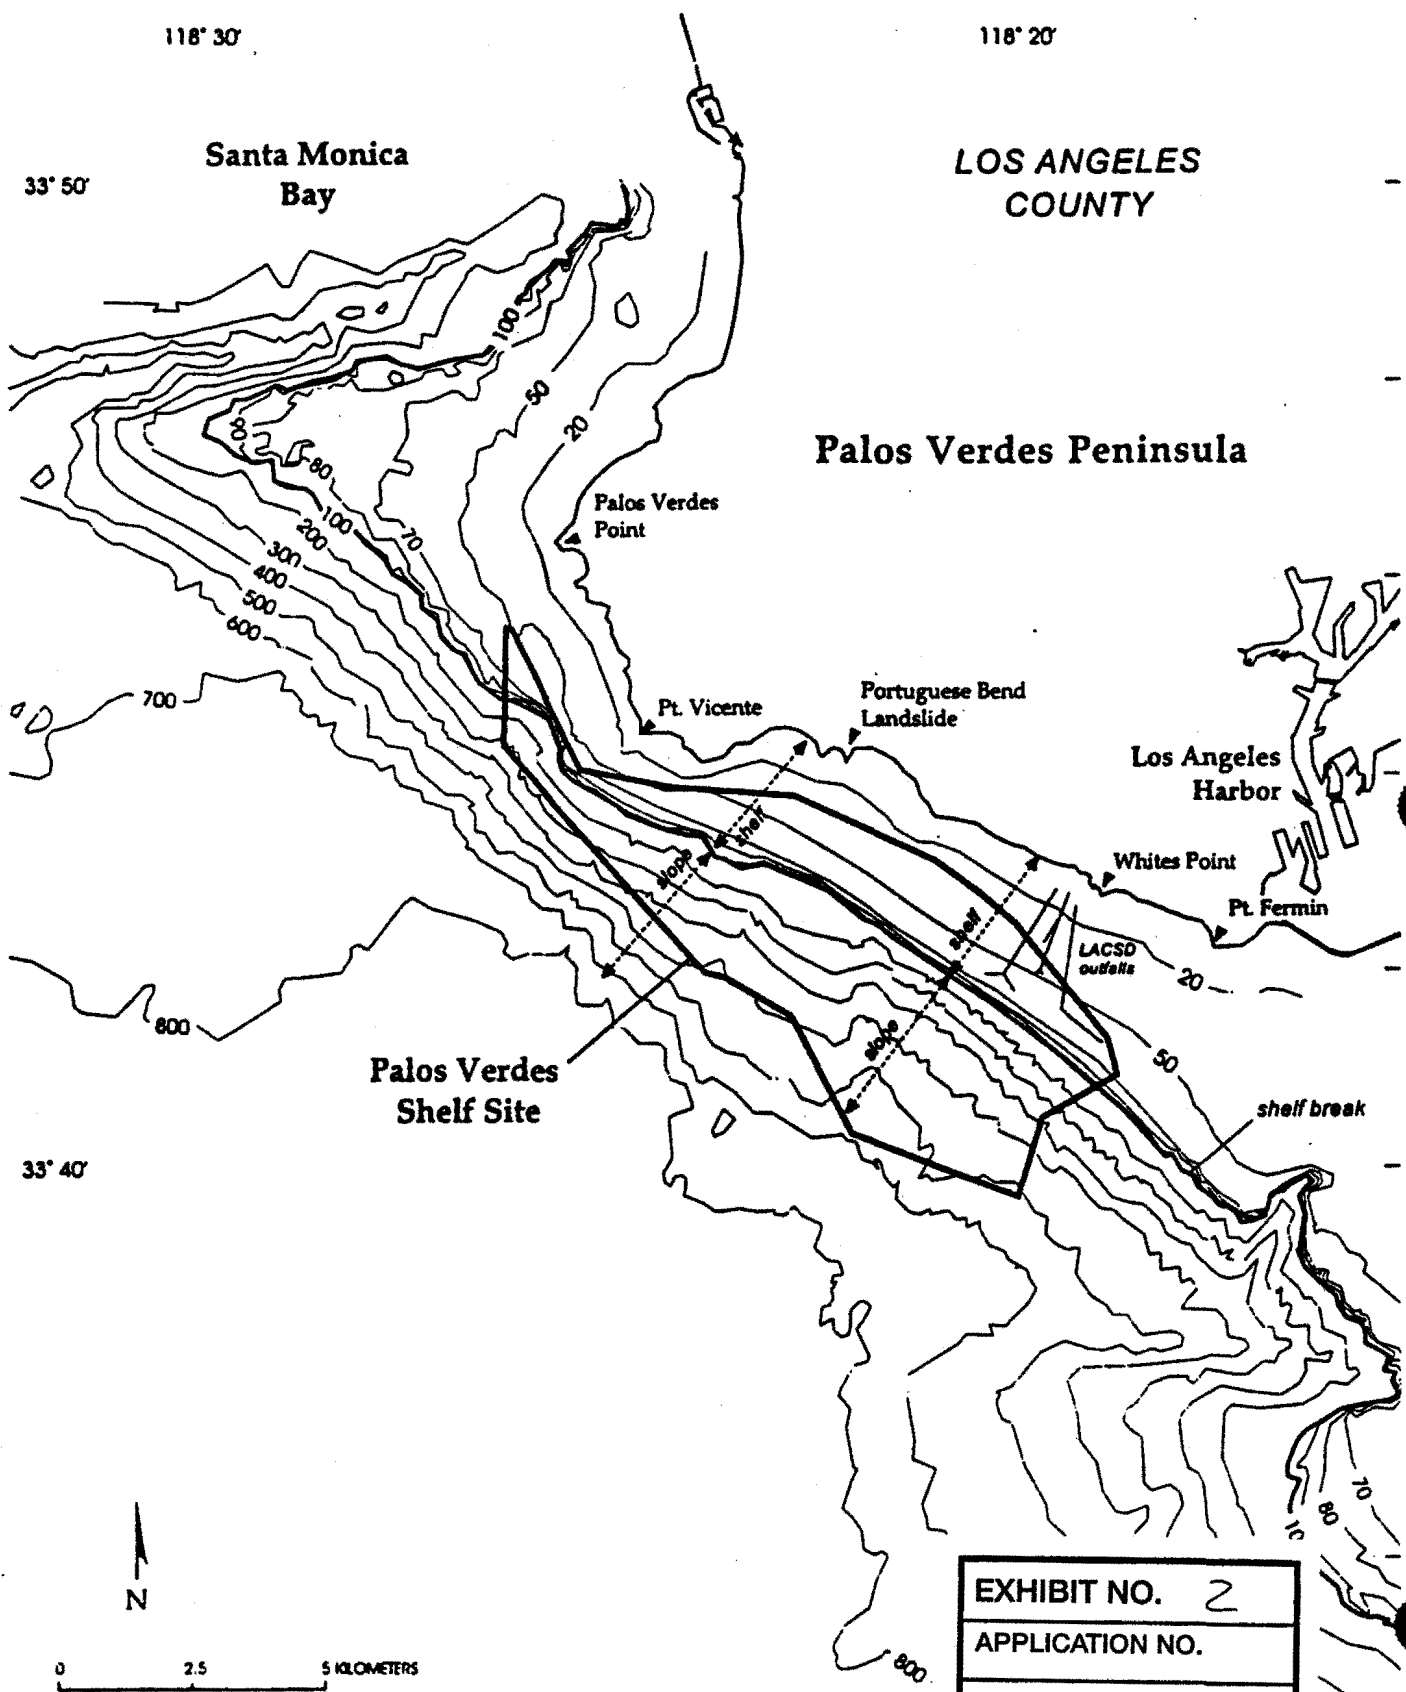 118° 30'
118° 20'
Santa Monica
Bay
LOS ANGELES
COUNTY
33° 50'
100
50
20
Palos Verdes Peninsula
80
100
200
300
400
500
600
70
700
Palos Verdes
Point
Pt. Vicente
Portuguese Bend
Landslide
Los Angeles
Harbor
shelf
slope
Whites Point
Pt. Fermin
shelf
LACSD
outfalls
20
slope
800
50
Palos Verdes
Shelf Site
shelf break
33° 40'
70
80
10
N
EXHIBIT NO. 2
APPLICATION NO.
800
0 2.5 5 KILOMETERS